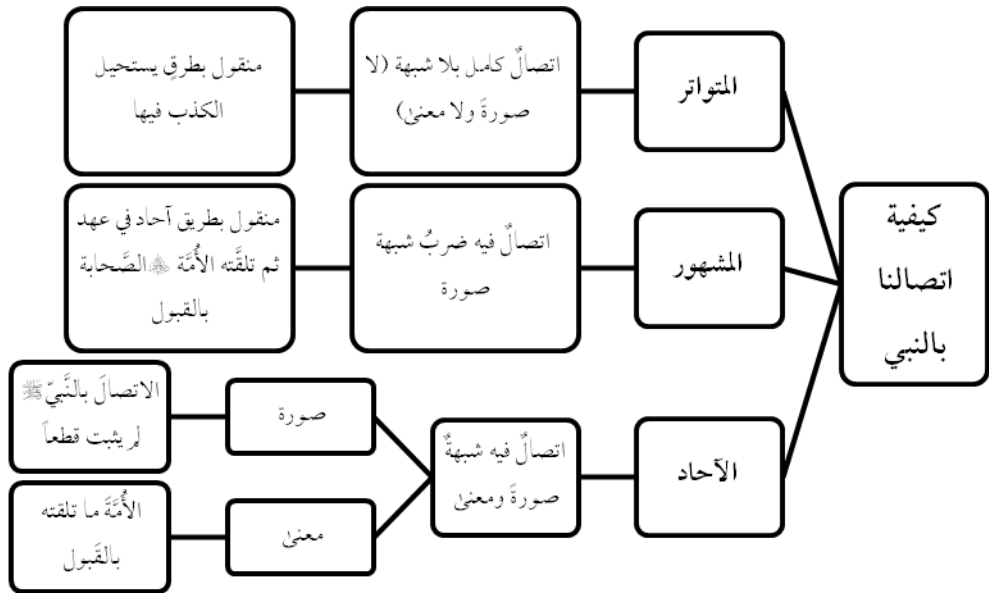 كيفية
اتصالنا
بالنبي
المتواتر
اتصالٌ كامل بلا شبهة (لا
صورةَ ولا معنىٰ)
منقول بطرقٍ يستحيل
الكذب فيها
المشهور
اتصالٌ فيه ضربُ شبهة
صورة
منقول بطريق آحاد في عهد
ثم تلقَّته الأُمَّة ﷺ الصَّحابة
بالقبول
الآحاد
اتصالٌ فيه شبهةٌ
صورةَ ومعنىٰ
صورة
الاتصالَ بالنَّبيّ ﷺ
لم يثبت قطعاً
معنىٰ
الأُمَّةَ ما تلقته
بالقَبول